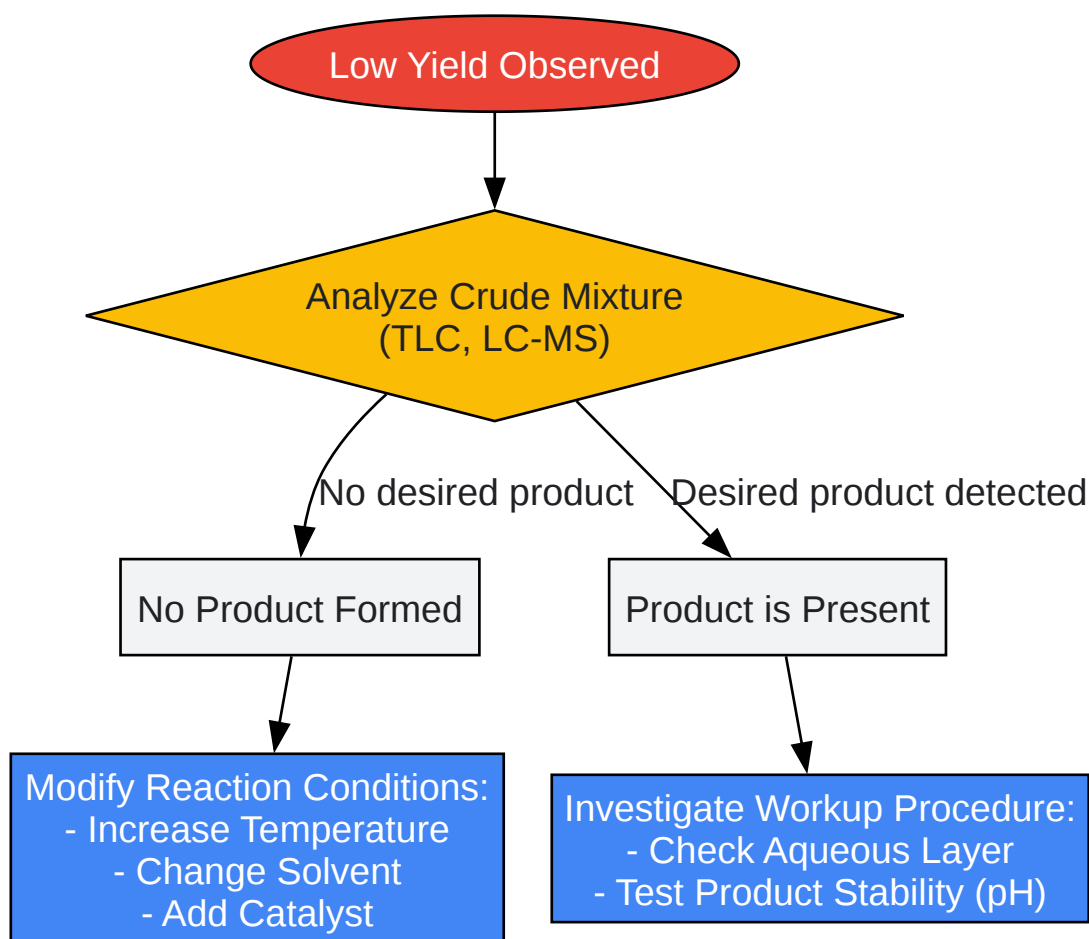 Low Yield Observed
Analyze Crude Mixture
(TLC, LC-MS)
No desired product
Desired product detected
No Product Formed
Product is Present
Modify Reaction Conditions:
- Increase Temperature
- Change Solvent
- Add Catalyst
Investigate Workup Procedure:
- Check Aqueous Layer
- Test Product Stability (pH)